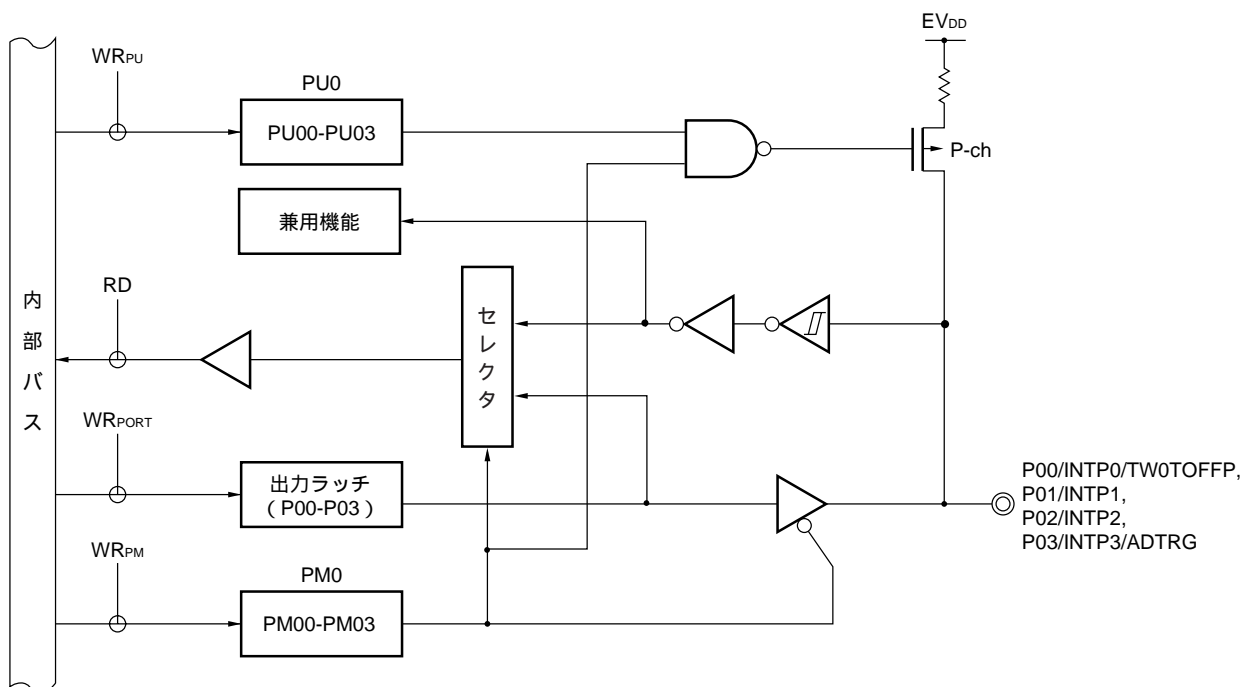 EVDD
WRPU
PU0
PU00-PU03
P-ch
兼用機能
RD
内部バス
セレクタ
WRPORT
出力ラッチ
（P00-P03）
P00/INTP0/TW0TOFFP,
P01/INTP1,
P02/INTP2,
P03/INTP3/ADTRG
WRPM
PM0
PM00-PM03